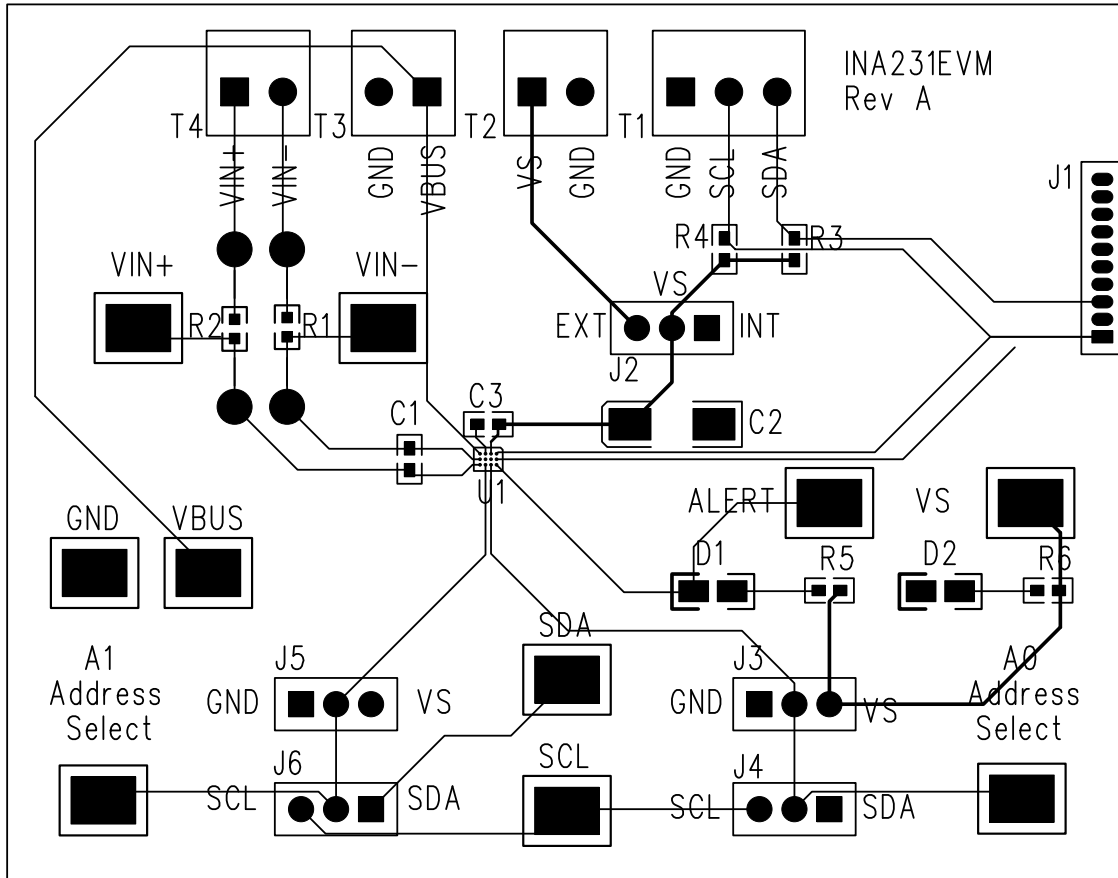 INA231EVM
Rev A
T4
T3
T2
T1
VIN+
VIN-
GND
VBUS
VS
GND
GND
SCL
SDA
J1
R4
R3
VIN+
VIN-
VS
R2
R1
EXT
INT
J2
C1
C3
C2
U1
GND
VBUS
ALERT
VS
D1
R5
D2
R6
SDA
A1
Address
Select
J5
GND
VS
J3
GND
VS
A0
Address
Select
J6
SCL
SDA
SCL
J4
SCL
SDA